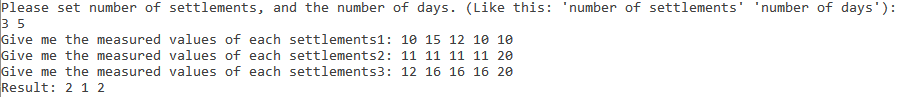 Please set number of settlements, and the number of days. (Like this: 'number of settlements' 'number of days'):
3 5
Give me the measured values of each settlements1: 10 15 12 10 10
Give me the measured values of each settlements2: 11 11 11 11 20
Give me the measured values of each settlements3: 12 16 16 16 20
Result: 2 1 2